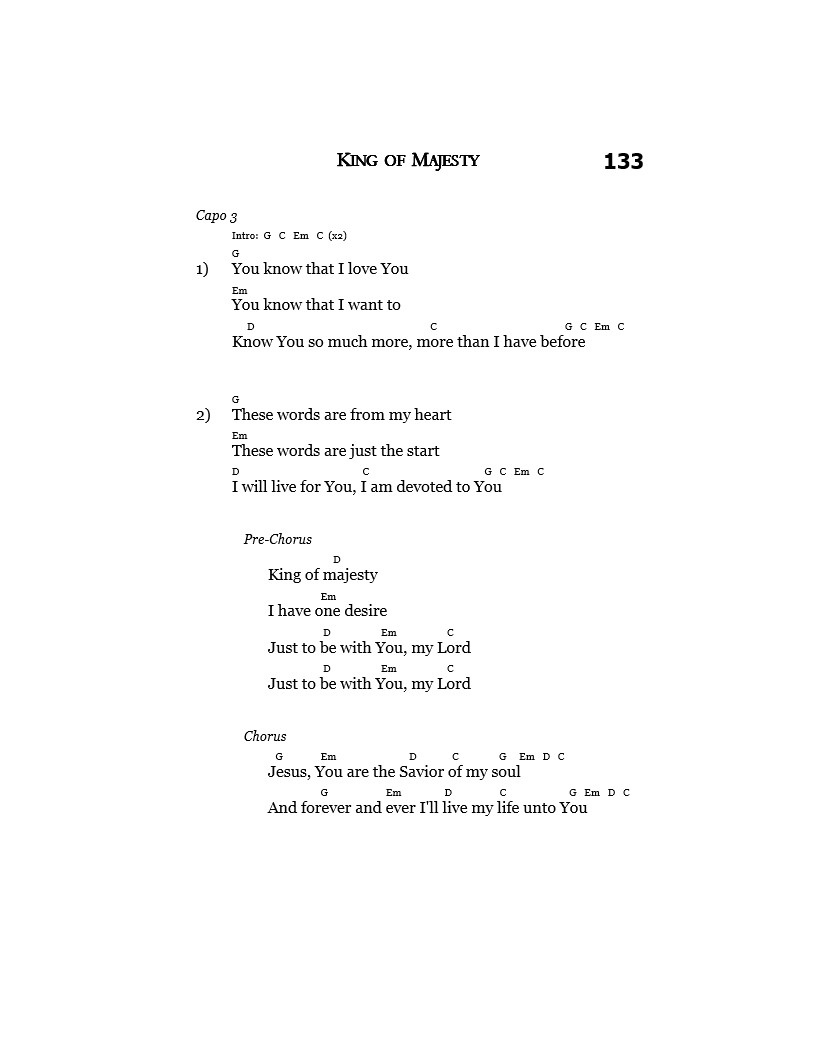 King of Majesty 133
Capo 3
Intro: G C Em C (x2)
G
1) You know that I love You
Em
You know that I want to
D C G C Em C
Know You so much more, more than I have before
G
2) These words are from my heart
Em
These words are just the start
D C G C Em C
I will live for You, I am devoted to You
Pre-Chorus
D
King of majesty
Em
I have one desire
D Em C
Just to be with You, my Lord
D Em C
Just to be with You, my Lord
Chorus
G Em D C G Em D C
Jesus, You are the Savior of my soul
G Em D C G Em D C
And forever and ever I'll live my life unto You